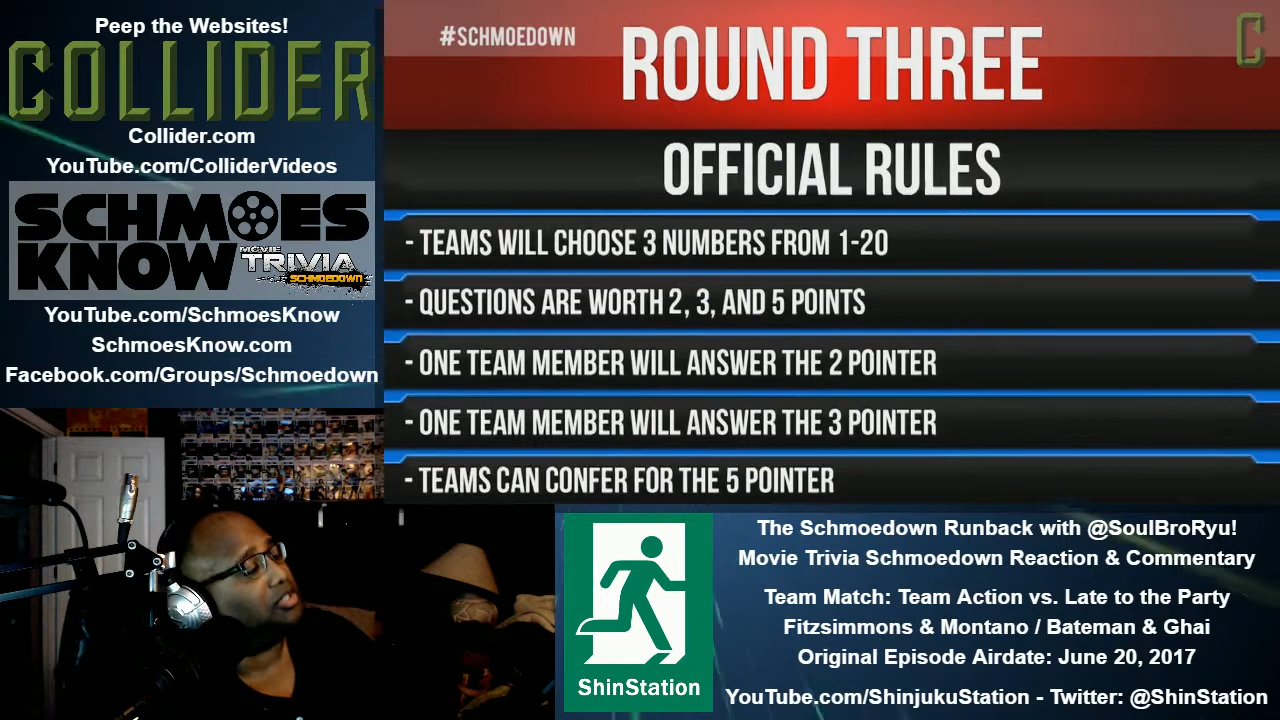 Peep the Websites!
COLLIDER
Collider.com
YouTube.com/ColliderVideos
SCHMOES
KNOW MOVIE
TRIVIA
SCHMOEDOWN
YouTube.com/SchmoesKnow
SchmoesKnow.com
Facebook.com/Groups/Schmoedown
#SCHMOEDOWN
C
ROUND THREE
OFFICIAL RULES
- TEAMS WILL CHOOSE 3 NUMBERS FROM 1-20
- QUESTIONS ARE WORTH 2, 3, AND 5 POINTS
- ONE TEAM MEMBER WILL ANSWER THE 2 POINTER
- ONE TEAM MEMBER WILL ANSWER THE 3 POINTER
- TEAMS CAN CONFER FOR THE 5 POINTER
ShinStation
The Schmoedown Runback with @SoulBroRyu!
Movie Trivia Schmoedown Reaction & Commentary
Team Match: Team Action vs. Late to the Party
Fitzsimmons & Montano / Bateman & Ghai
Original Episode Airdate: June 20, 2017
YouTube.com/ShinjukuStation - Twitter: @ShinStation